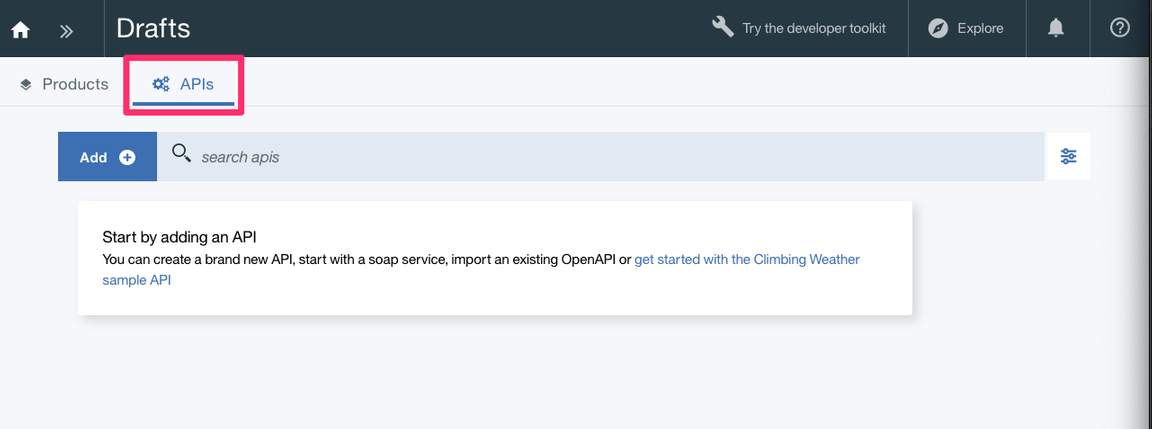 Drafts
Try the developer toolkit
Explore
Products
APIs
Add
search apis
Start by adding an API
You can create a brand new API, start with a soap service, import an existing OpenAPI or get started with the Climbing Weather
sample API